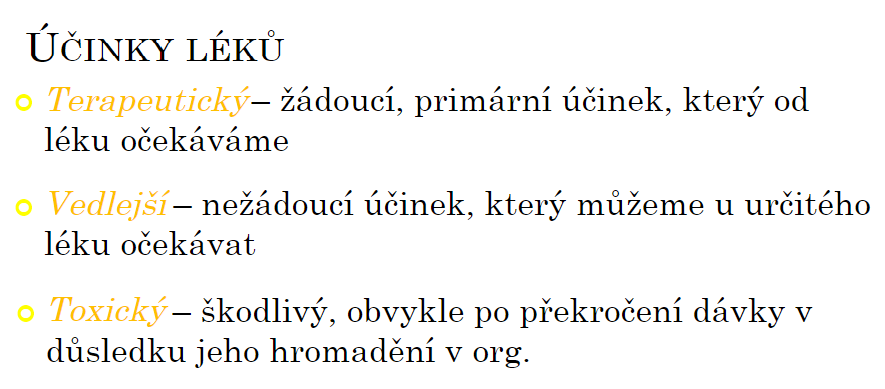 Účinky léků
Terapeutický – žádoucí, primární účinek, který od
léku očekáváme
Vedlejší – nežádoucí účinek, který můžeme u určitého
léku očekávat
Toxický – škodlivý, obvykle po překročení dávky v
důsledku jeho hromadění v org.